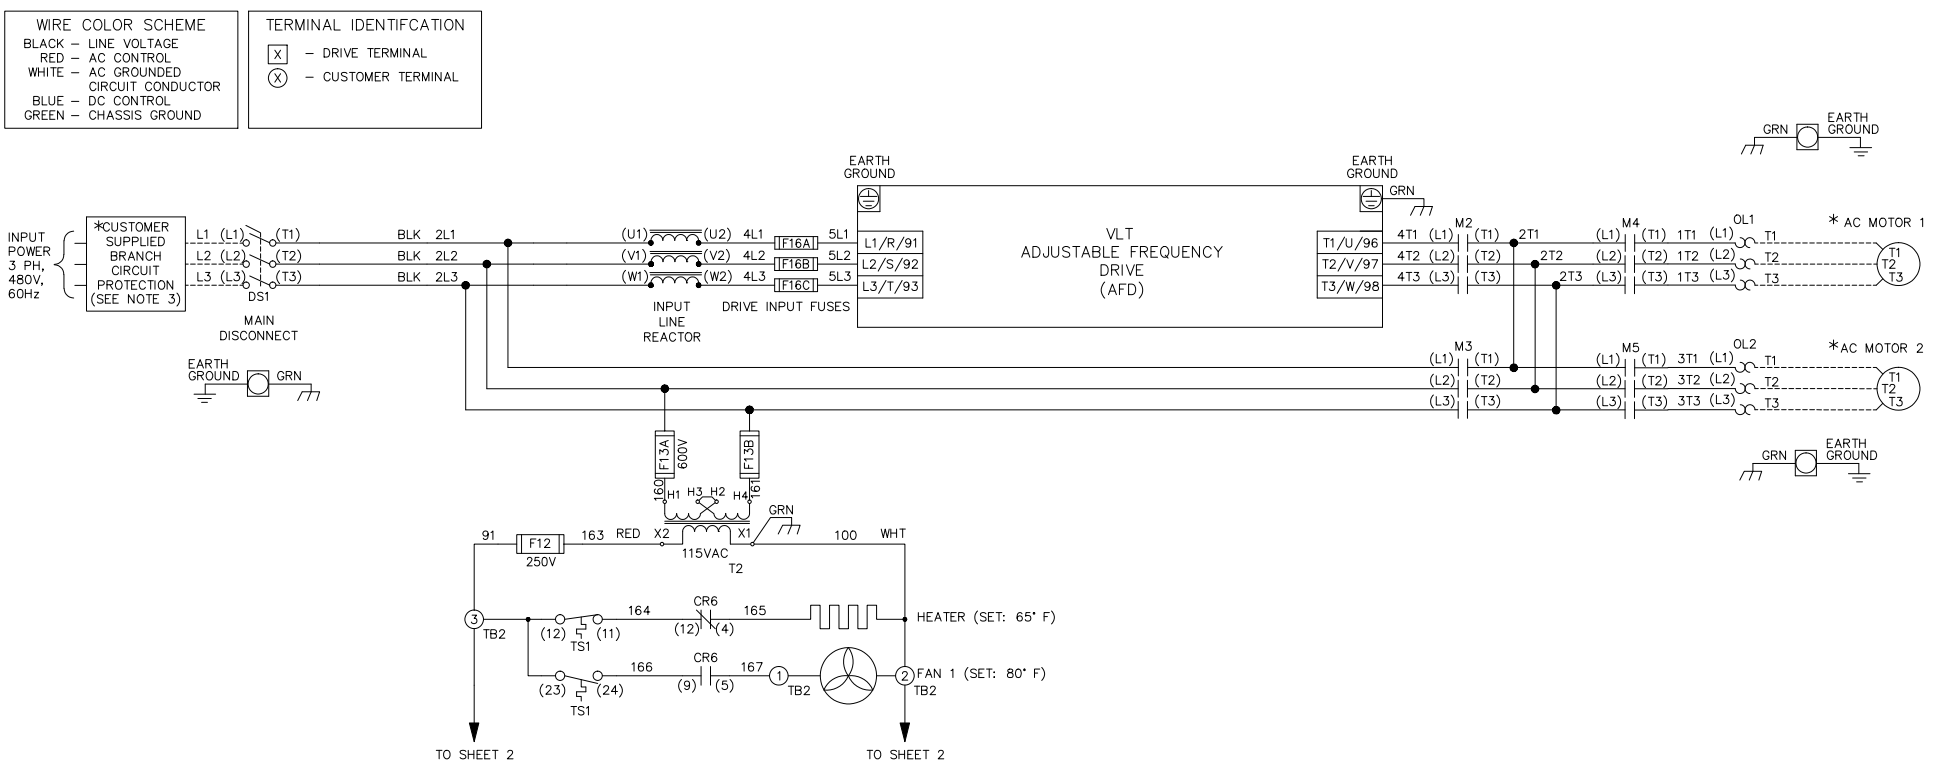 WIRE COLOR SCHEME
BLACK – LINE VOLTAGE
RED – AC CONTROL
WHITE – AC GROUNDED
CIRCUIT CONDUCTOR
BLUE – DC CONTROL
GREEN – CHASSIS GROUND
TERMINAL IDENTIFCATION
X – DRIVE TERMINAL
X – CUSTOMER TERMINAL
GRN
EARTH
GROUND
INPUT
POWER
3 PH,
480V,
60Hz
*CUSTOMER
SUPPLIED
BRANCH
CIRCUIT
PROTECTION
(SEE NOTE 3)
L1 (L1) (T1) BLK 2L1 (U1) (U2) 4L1 F16A 5L1 L1/R/91
L2 (L2) (T2) BLK 2L2 (V1) (V2) 4L2 F16B 5L2 L2/S/92
L3 (L3) (T3) BLK 2L3 (W1) (W2) 4L3 F16C 5L3 L3/T/93
DS1
MAIN
DISCONNECT
INPUT
LINE
REACTOR
DRIVE INPUT FUSES
EARTH
GROUND
VLT
ADJUSTABLE FREQUENCY
DRIVE
(AFD)
EARTH
GROUND
GRN
M2 M4 OL1 * AC MOTOR 1
T1/U/96 4T1 (L1) (T1) 2T1 (L1) (T1) 1T1 (L1) T1
T2/V/97 4T2 (L2) (T2) 2T2 (L2) (T2) 1T2 (L2) T2
T3/W/98 4T3 (L3) (T3) 2T3 (L3) (T3) 1T3 (L3) T3
T1
T2
T3
EARTH
GROUND GRN
M3 M5 OL2 *AC MOTOR 2
(L1) (T1) (L1) (T1) 3T1 (L1) T1
(L2) (T2) (L2) (T2) 3T2 (L2) T2
(L3) (T3) (L3) (T3) 3T3 (L3) T3
T1
T2
T3
GRN
EARTH
GROUND
F13A
600V
F13B
160
161
H1 H3 H2 H4
GRN
91 F12 163 RED X2 X1 100 WHT
250V
115VAC
T2
3
TB2
164 CR6 165
(12) (11) (12) (4)
TS1
HEATER (SET: 65° F)
166 CR6 167 1 2 FAN 1 (SET: 80° F)
(23) (24) (9) (5) TB2 TB2
TS1
TO SHEET 2
TO SHEET 2